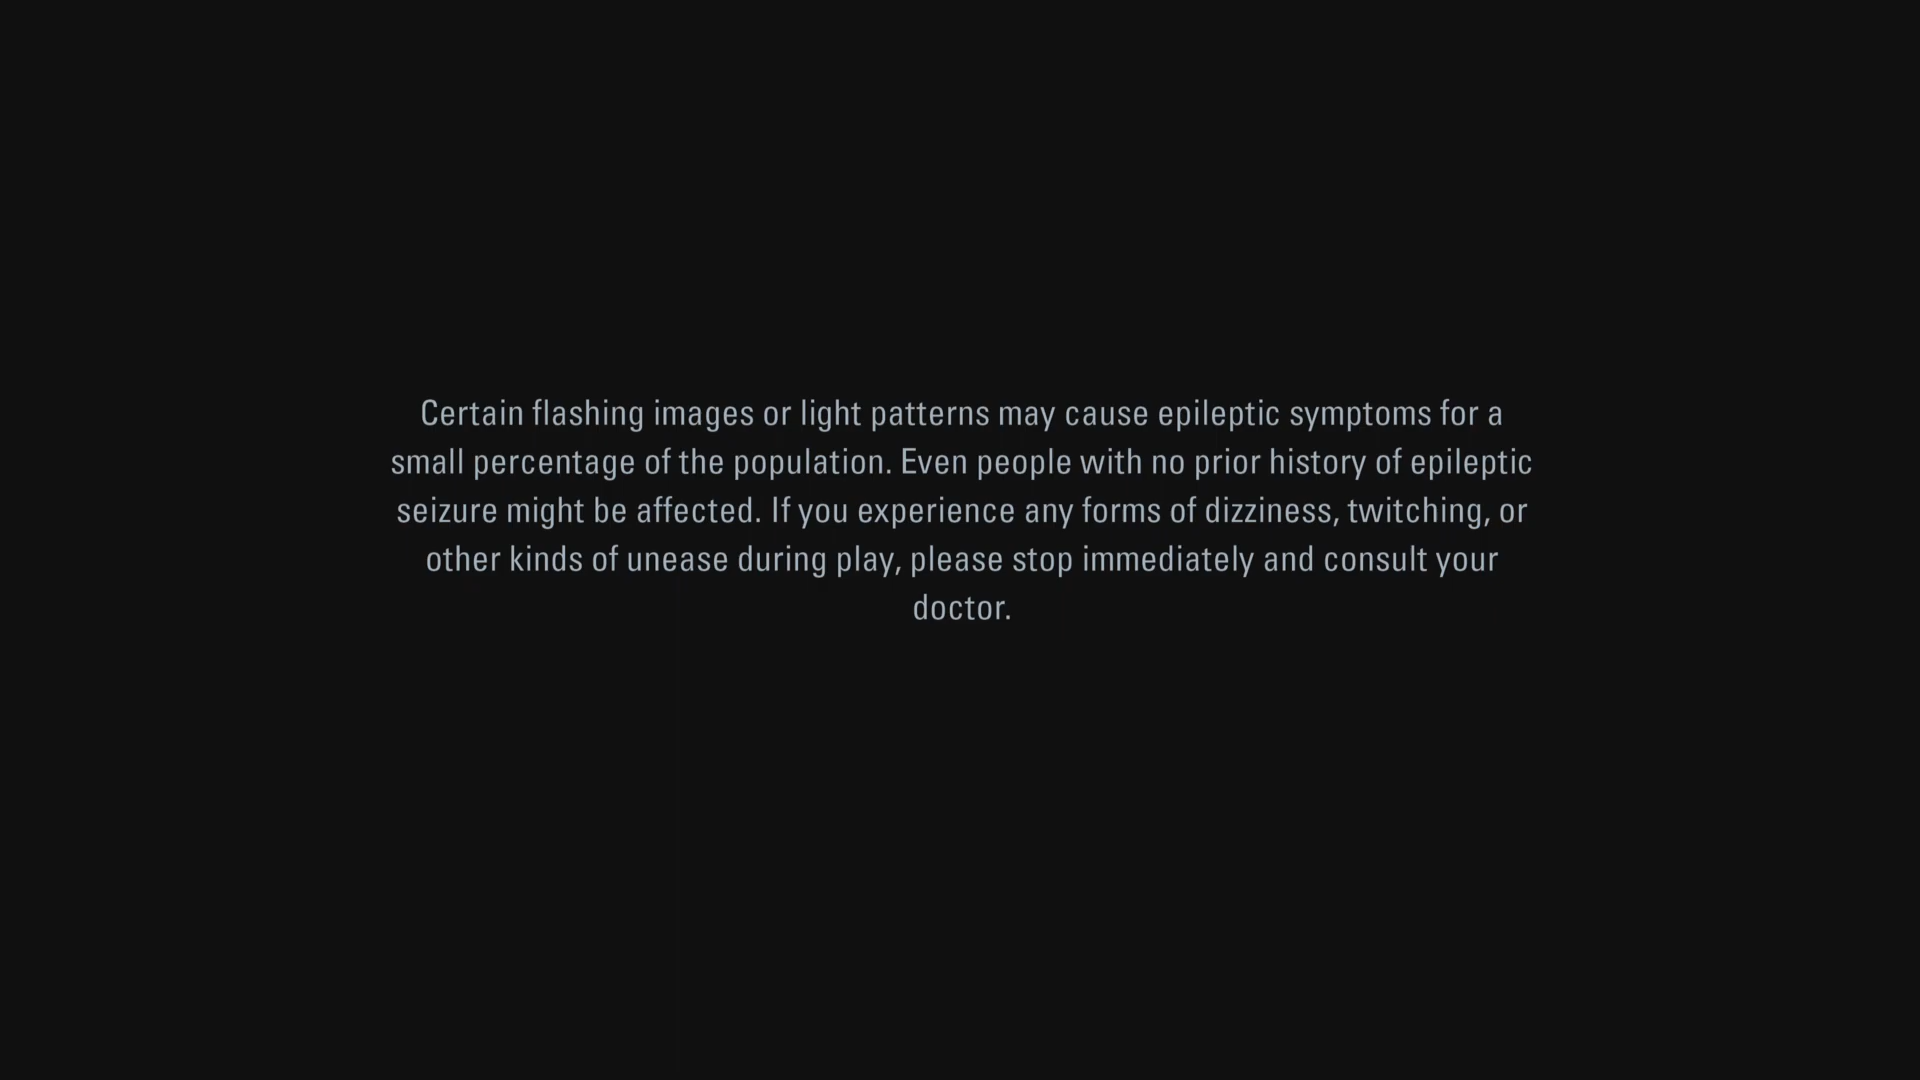 Certain flashing images or light patterns may cause epileptic symptoms for a
small percentage of the population. Even people with no prior history of epileptic
seizure might be affected. If you experience any forms of dizziness, twitching, or
other kinds of unease during play, please stop immediately and consult your
doctor.